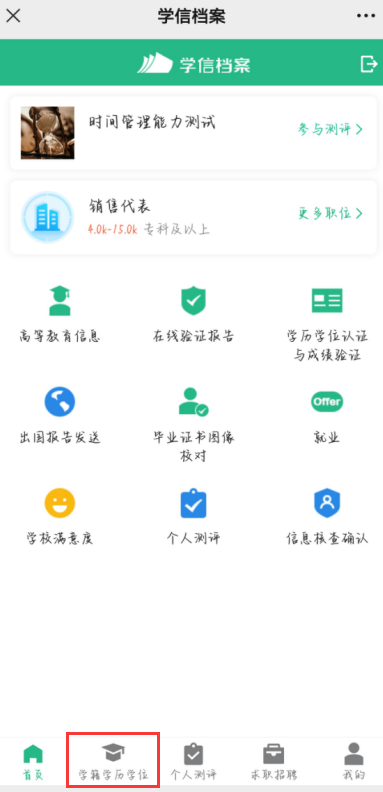 学信档案
学信档案
时间管理能力测试
参与测评
销售代表
更多职位
4.0k-15.0k 专科及以上
高等教育信息
在线验证报告
学历学位认证
与成绩验证
出国报告发送
毕业证书图像
校对
Offer
就业
学校满意度
个人测评
信息核查确认
首页
学籍学历学位
个人测评
求职招聘
我的